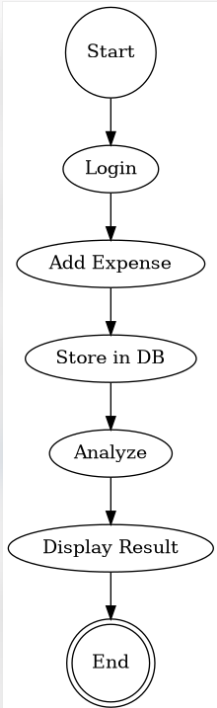 Start
Login
Add Expense
Store in DB
Analyze
Display Result
End